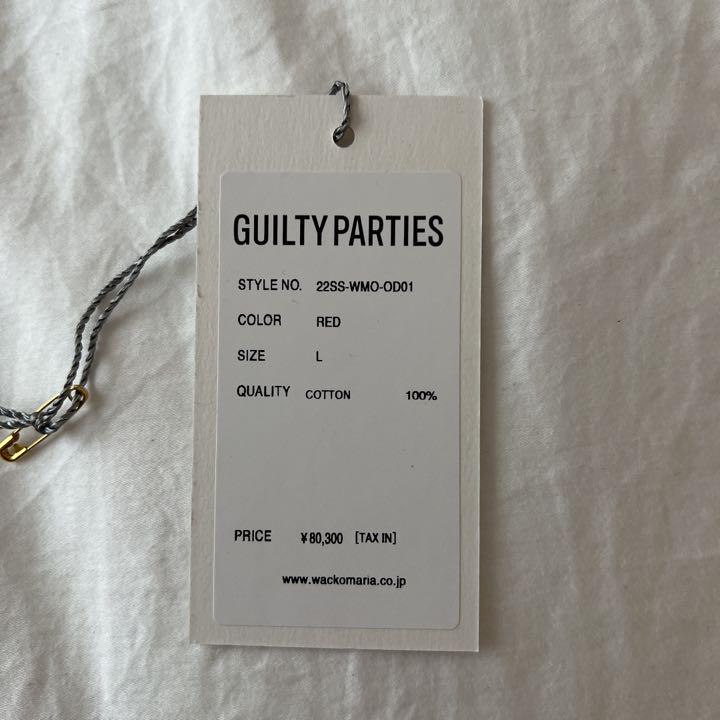 GUILTY PARTIES
STYLE NO. 22SS-WMO-OD01
COLOR RED
SIZE L
QUALITY COTTON 100%
PRICE ¥80,300 [TAX IN]
www.wackomaria.co.jp